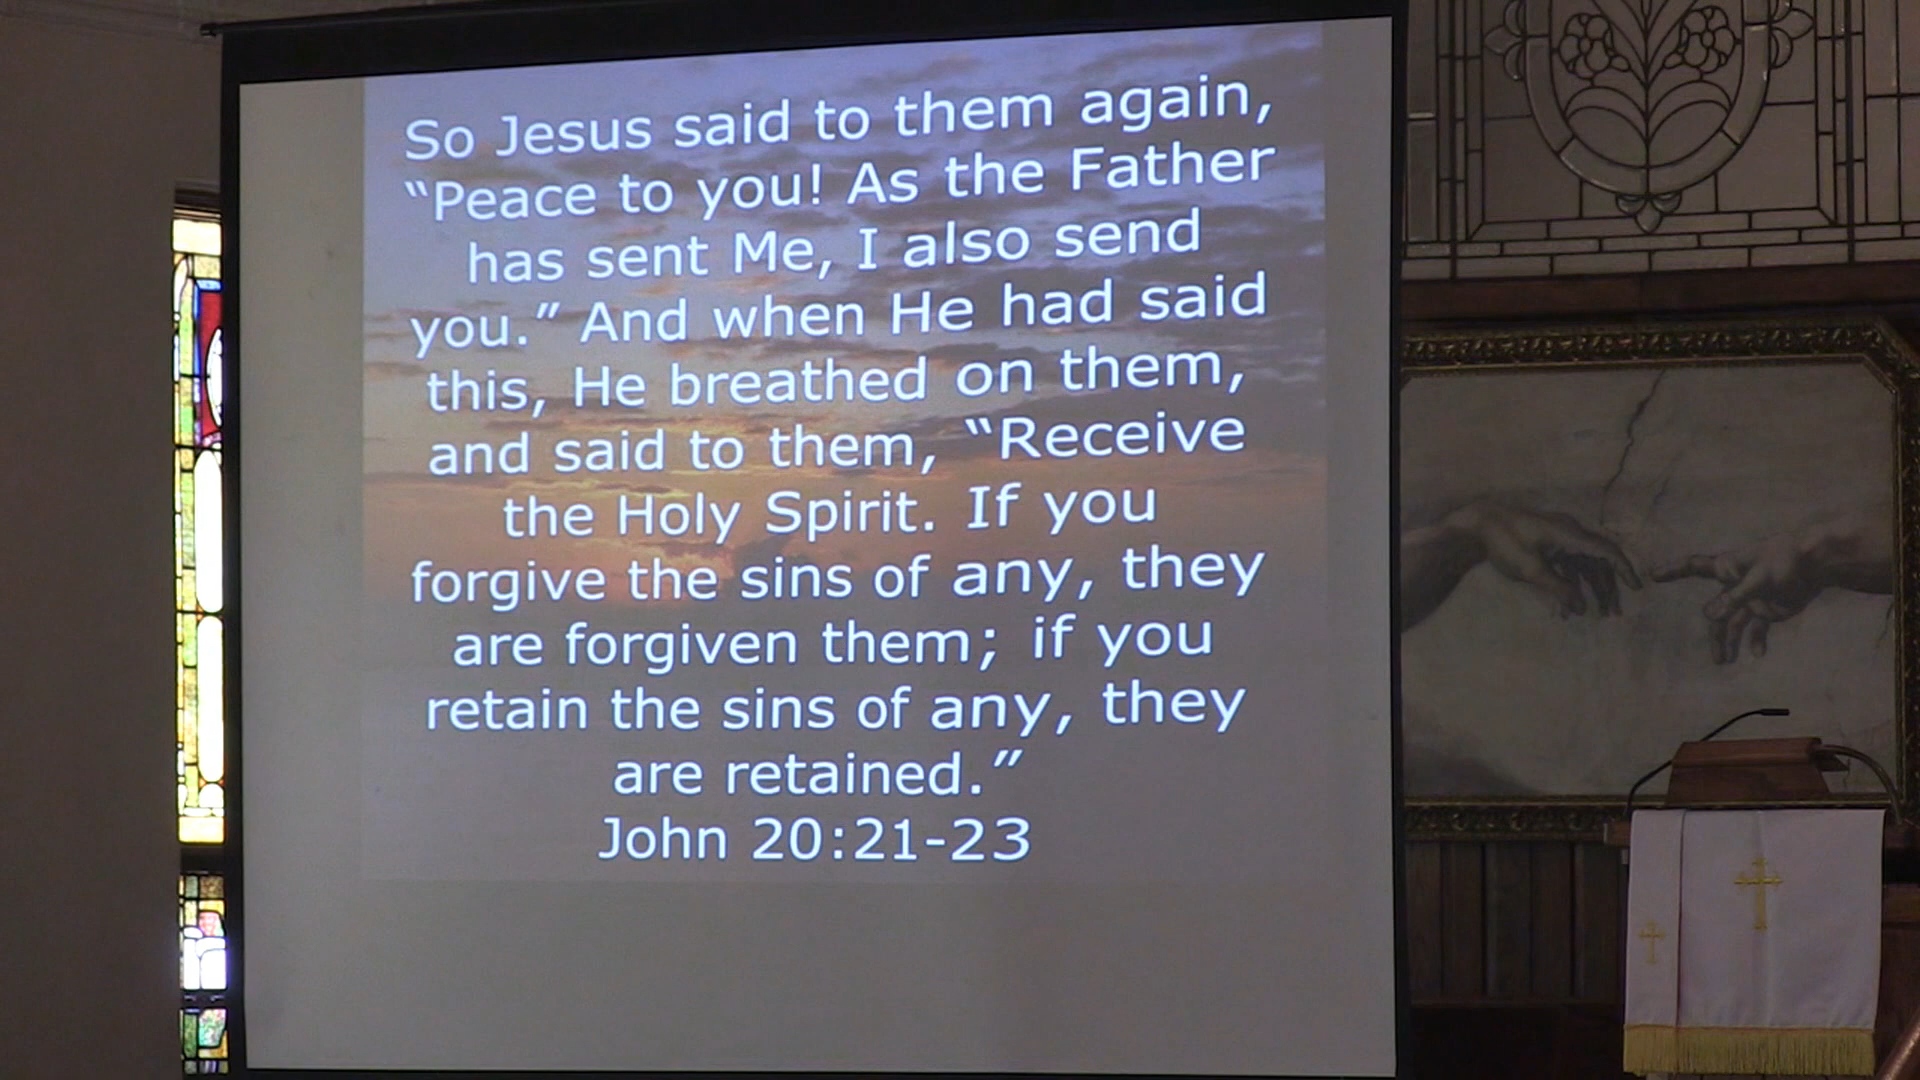 So Jesus said to them again,
“Peace to you! As the Father
has sent Me, I also send
you.” And when He had said
this, He breathed on them,
and said to them, “Receive
the Holy Spirit. If you
forgive the sins of any, they
are forgiven them; if you
retain the sins of any, they
are retained.”
John 20:21-23